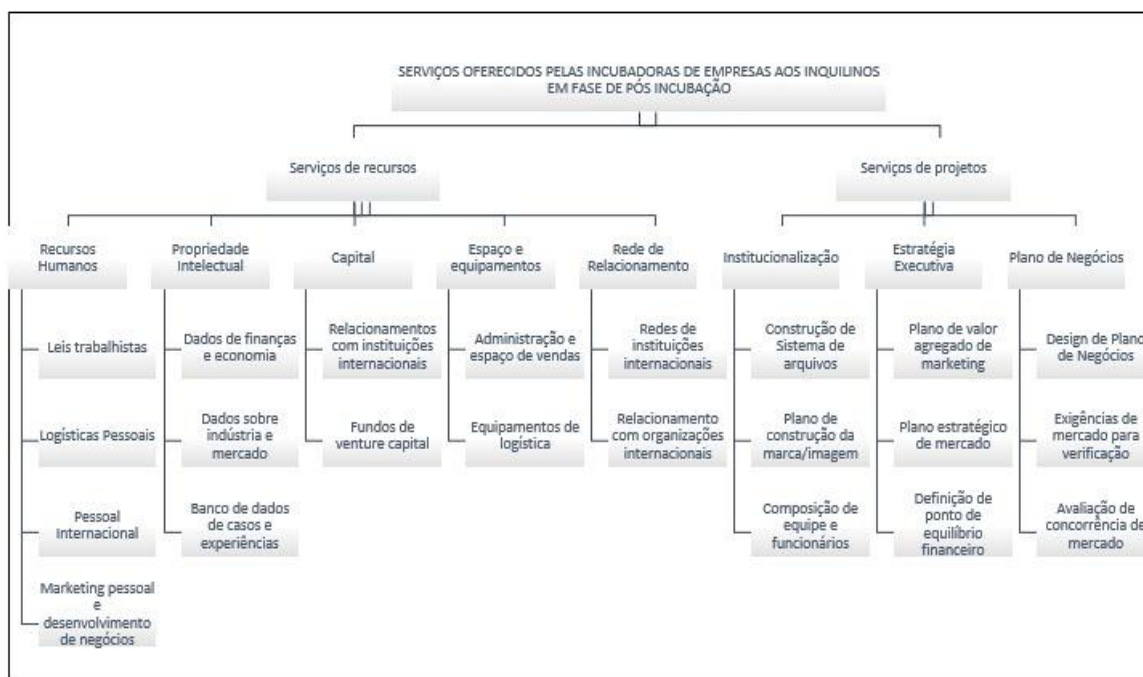 SERVIÇOS OFERECIDOS PELAS INCUBADORAS DE EMPRESAS AOS INQUILINOS
EM FASE DE PÓS INCUBAÇÃO
Serviços de recursos
Serviços de projetos
Recursos
Humanos
Propriedade
Intelectual
Capital
Espaço e
equipamentos
Rede de
Relacionamento
Institucionalização
Estratégia
Executiva
Plano de Negócios
Leis trabalhistas
Dados de finanças
e economia
Relacionamentos
com instituições
internacionais
Administração e
espaço de vendas
Redes de
instituições
internacionais
Construção de
Sistema de
arquivos
Plano de valor
agregado de
marketing
Design de Plano
de Negócios
Logísticas Pessoais
Dados sobre
indústria e
mercado
Fundos de
venture capital
Equipamentos de
logística
Relacionamento
com organizações
internacionais
Plano de
construção da
marca/imagem
Plano estratégico
de mercado
Exigências de
mercado para
verificação
Pessoal
Internacional
Banco de dados
de casos e
experiências
Composição de
equipe e
funcionários
Definição de
ponto de
equilíbrio
financeiro
Avaliação de
concorrência de
mercado
Marketing pessoal
e
desenvolvimento
de negócios